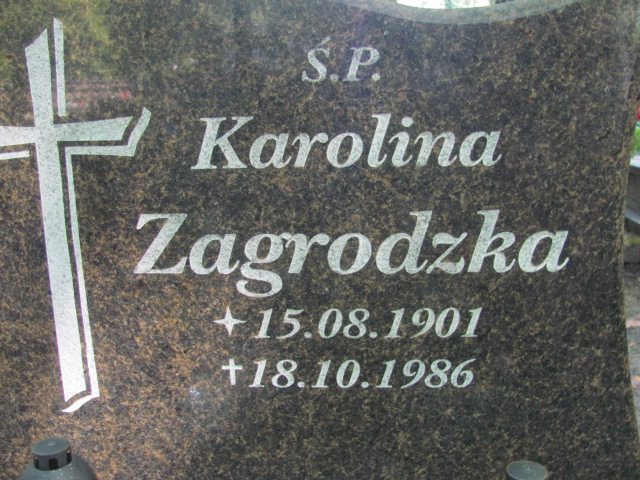 Ś.P.
Karolina
Zagrodzka
15.08.1901
18.10.1986